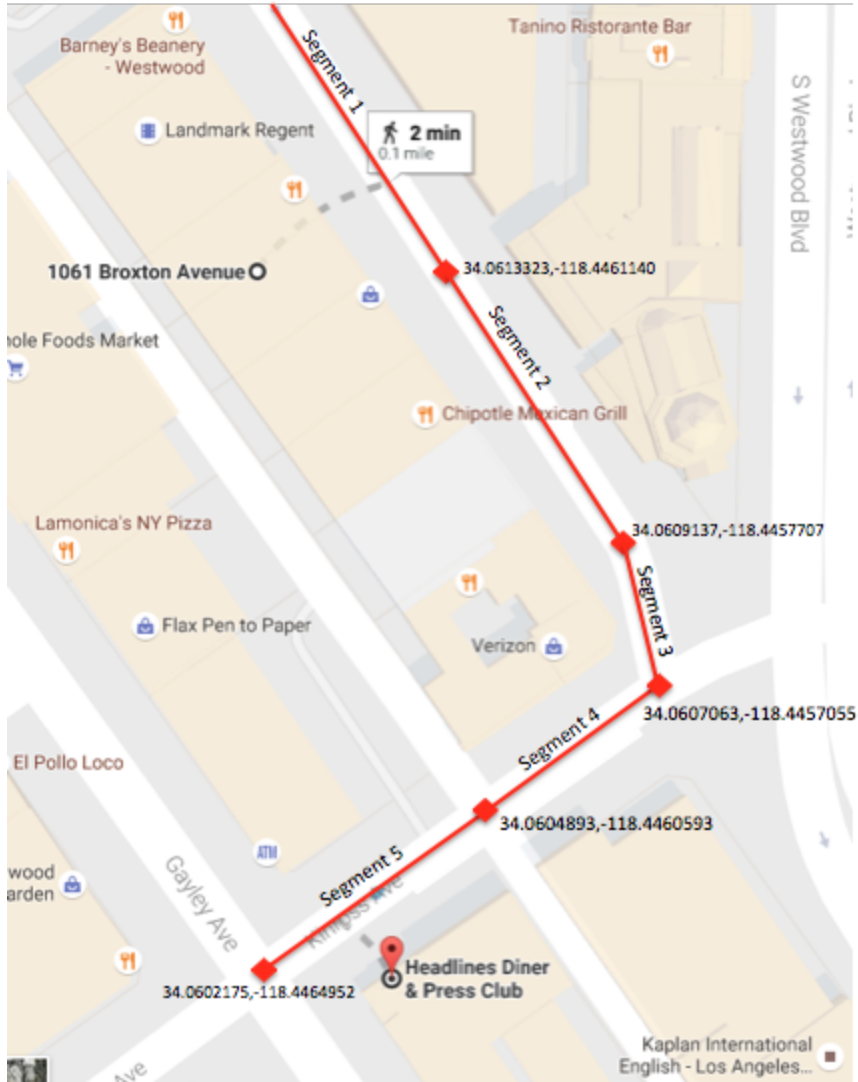 Tanino Ristorante Bar
Barney's Beanery
- Westwood
Segment 1
S Westwood Blvd
Landmark Regent
2 min
0.1 mile
34.0613323,-118.4461140
1061 Broxton Avenue
Segment 2
ole Foods Market
Chipotle Mexican Grill
Lamonica's NY Pizza
34.0609137,-118.4457707
Segment 3
Flax Pen to Paper
Verizon
34.0607063,-118.4457055
Segment 4
El Pollo Loco
34.0604893,-118.4460593
ATM
Segment 5
wood
arden
Gayley Ave
Kinross Ave
Headlines Diner
& Press Club
34.0602175,-118.4464952
Kaplan International
English - Los Angeles...
Ave